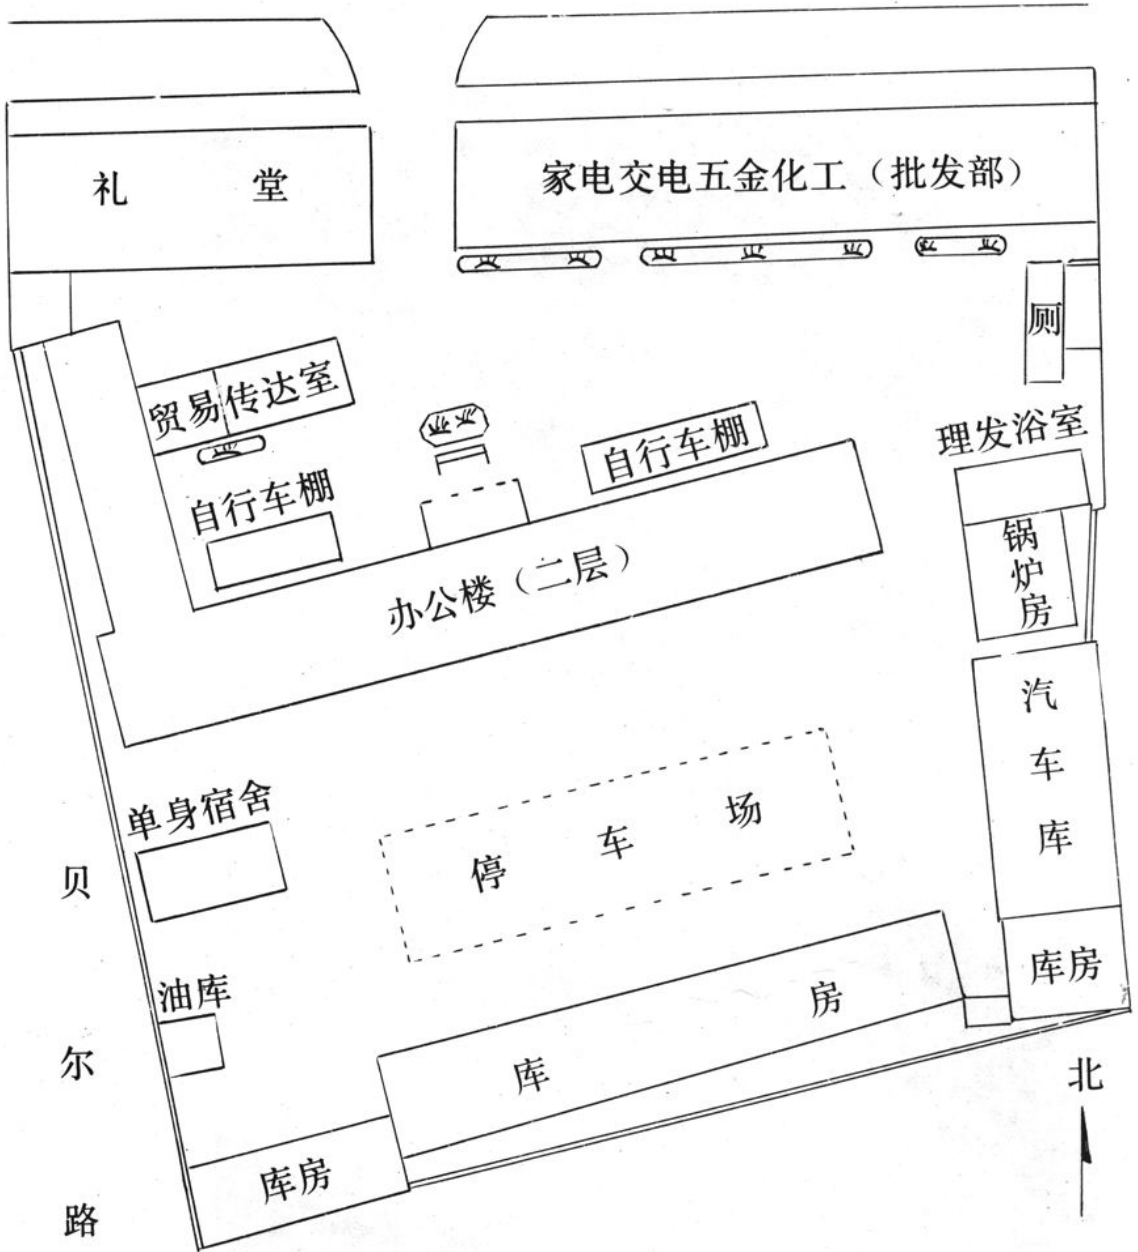 礼 堂
家电交电五金化工（批发部）
厕
贸易传达室
自行车棚
自行车棚
理发浴室
锅炉房
办公楼（二层）
汽车库
单身宿舍
停车场
油库
库房
库房
库房
贝尔路
北